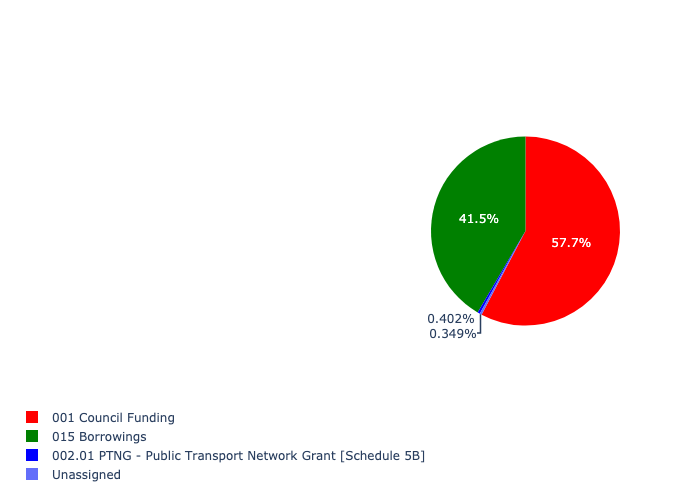 41.5%
57.7%
0.402%
0.349%
001 Council Funding
015 Borrowings
002.01 PTNG - Public Transport Network Grant [Schedule 5B]
Unassigned